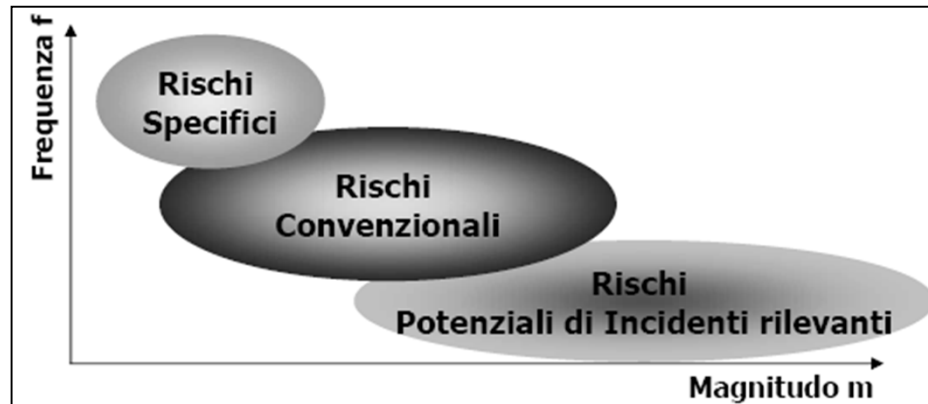 Frequenza f
Rischi
Specifici
Rischi
Convenzionali
Rischi
Potenziali di Incidenti rilevanti
Magnitudo m